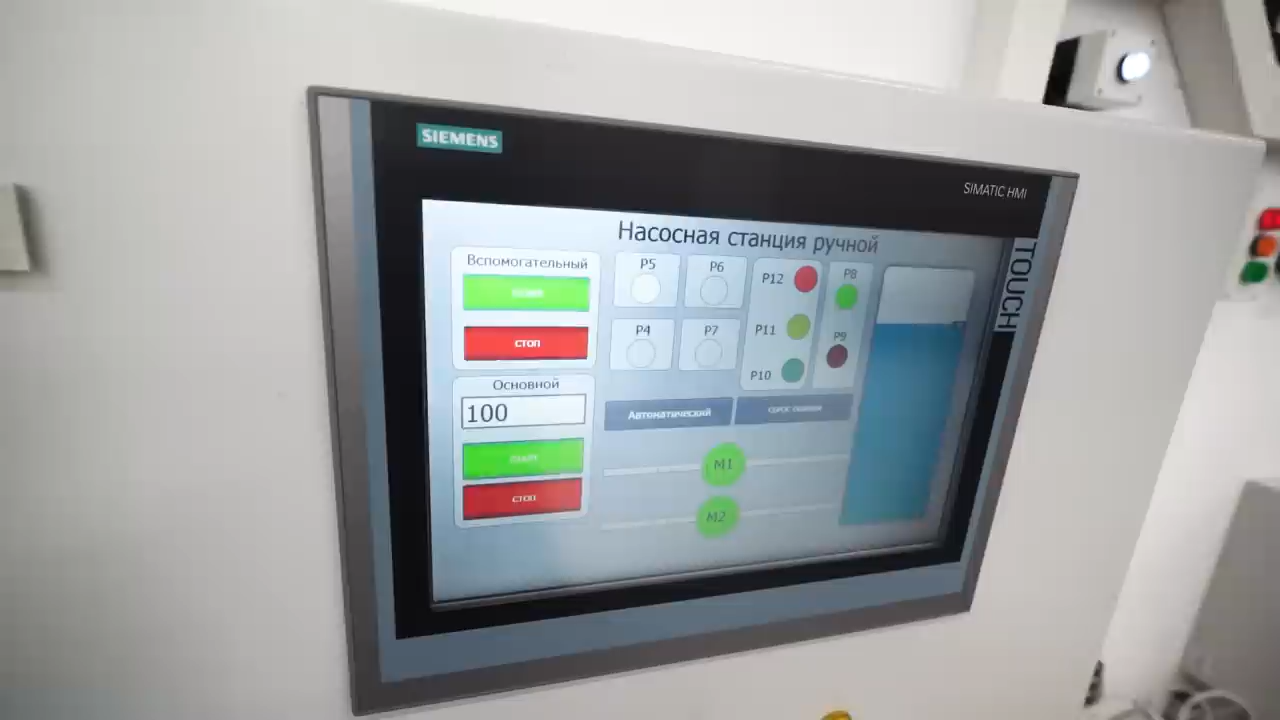 SIEMENS
SIMATIC HMI
TOUCH
Насосная станция ручной
Вспомогательный
СТОП
Основной
100
СТОП
P5
P6
P4
P7
P12
P11
P10
P8
P9
Автоматический
M1
M2